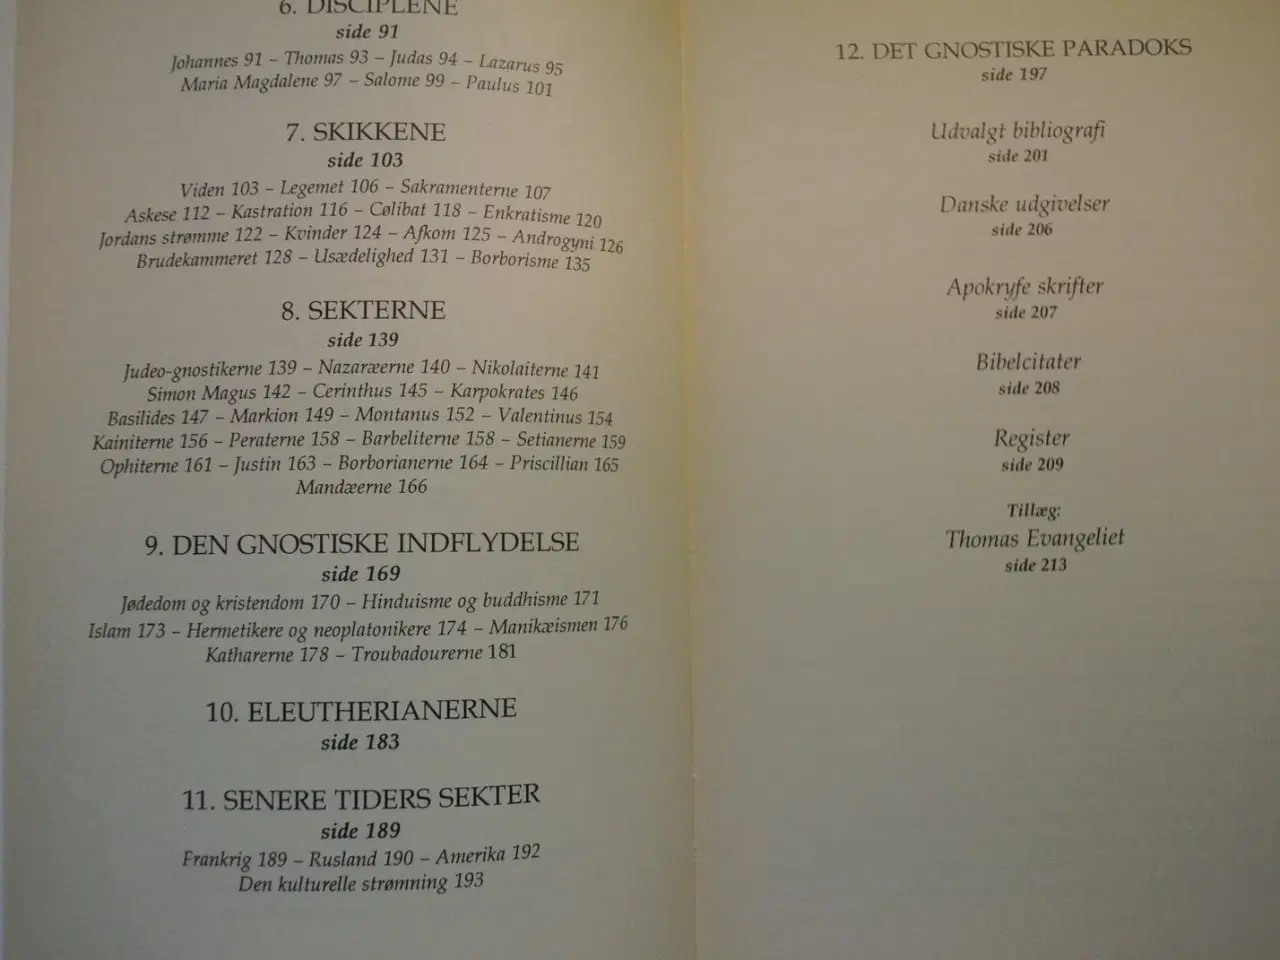 6. DISCIPLENE
side 91
Johannes 91 – Thomas 93 – Judas 94 – Lazarus 95
Maria Magdalene 97 – Salome 99 – Paulus 101
7. SKIKKENE
side 103
Viden 103 – Legemet 106 – Sakramenterne 107
Askese 112 – Kastration 116 – Cølibat 118 – Enkratisme 120
Jordans strømme 122 – Kvinder 124 – Afkom 125 – Androgyni 126
Brudekammeret 128 – Usædelighed 131 – Borborisme 135
8. SEKTERNE
side 139
Judeo-gnostikerne 139 – Nazaræerne 140 – Nikolaiterne 141
Simon Magus 142 – Cerinthus 145 – Karpokrates 146
Basilides 147 – Markion 149 – Montanus 152 – Valentinus 154
Kainiterne 156 – Peraterne 158 – Barbeliterne 158 – Setianerne 159
Ophiterne 161 – Justin 163 – Borborianerne 164 – Priscillian 165
Mandæerne 166
9. DEN GNOSTISKE INDFLYDELSE
side 169
Jødedom og kristendom 170 – Hinduisme og buddhisme 171
Islam 173 – Hermetikere og neoplatonikere 174 – Manikæismen 176
Katharerne 178 – Troubadourerne 181
10. ELEUTHERIANERNE
side 183
11. SENERE TIDERS SEKTER
side 189
Frankrig 189 – Rusland 190 – Amerika 192
Den kulturelle strømning 193
12. DET GNOSTISKE PARADOKS
side 197
Udvalgt bibliografi
side 201
Danske udgivelser
side 206
Apokryfe skrifter
side 207
Bibelcitater
side 208
Register
side 209
Tillæg:
Thomas Evangeliet
side 213